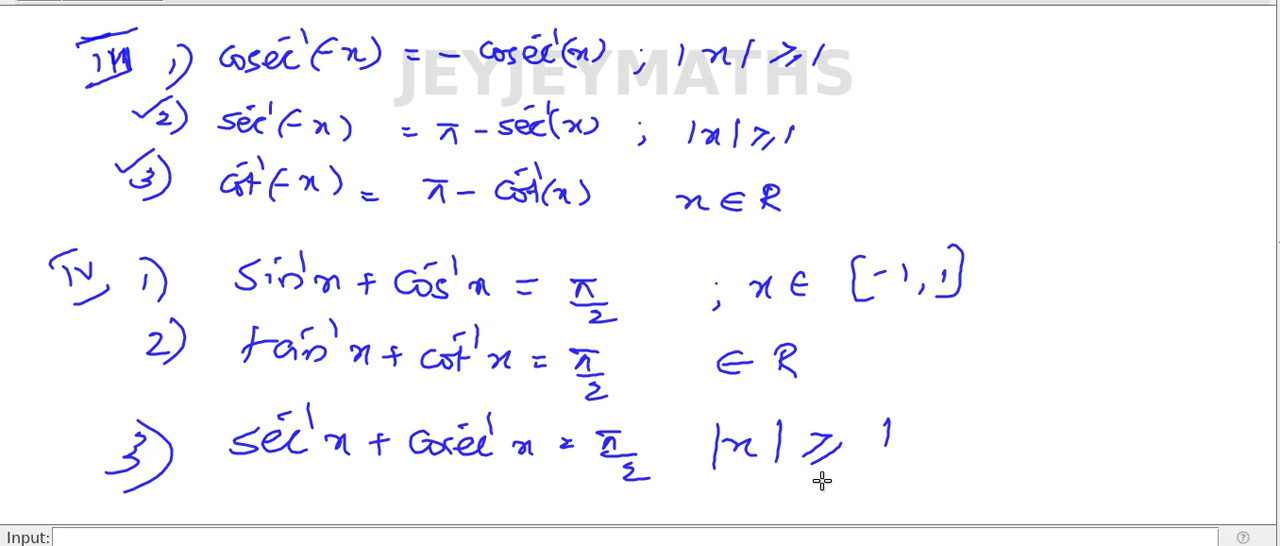 JEYJEYMATHS
III 1) cosec⁻¹(-x) = - cosec⁻¹(x) ; |x| ≥ 1
✓2) sec⁻¹(-x) = π - sec⁻¹(x) ; |x| ≥ 1
✓3) cot⁻¹(-x) = π - cot⁻¹(x) x ∈ R
IV 1) sin⁻¹x + cos⁻¹x = π/2 ; x ∈ [-1, 1]
2) tan⁻¹x + cot⁻¹x = π/2 ∈ R
3) sec⁻¹x + cosec⁻¹x = π/2 |x| ≥ 1
Input: